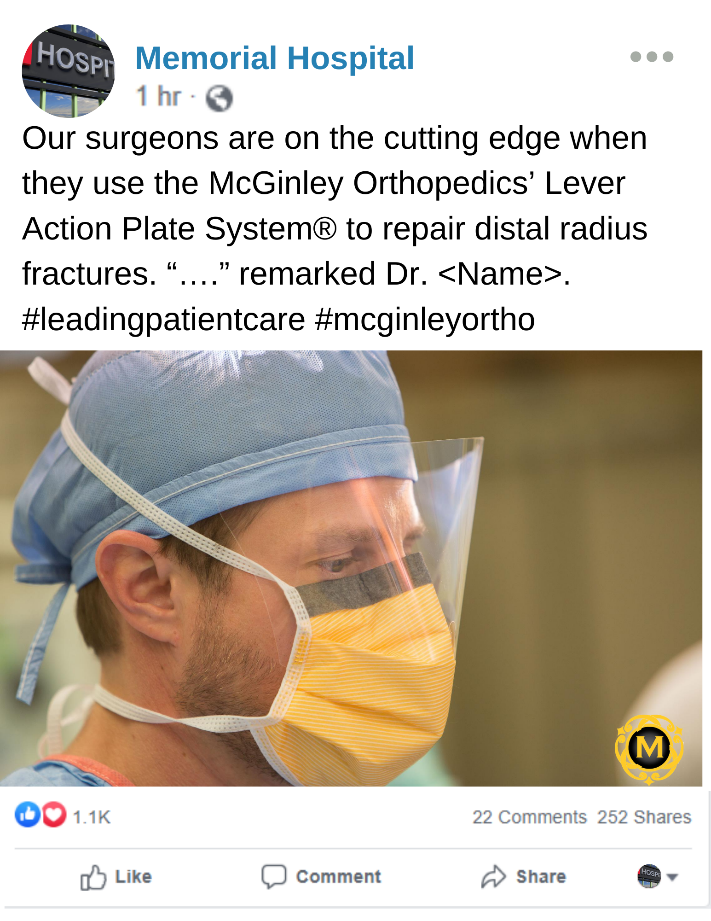 HOSPI
Memorial Hospital
1 hr ·
Our surgeons are on the cutting edge when
they use the McGinley Orthopedics’ Lever
Action Plate System® to repair distal radius
fractures. “....” remarked Dr. <Name>.
#leadingpatientcare #mcginleyortho
M
1.1K
22 Comments 252 Shares
Like
Comment
Share
HOSPI